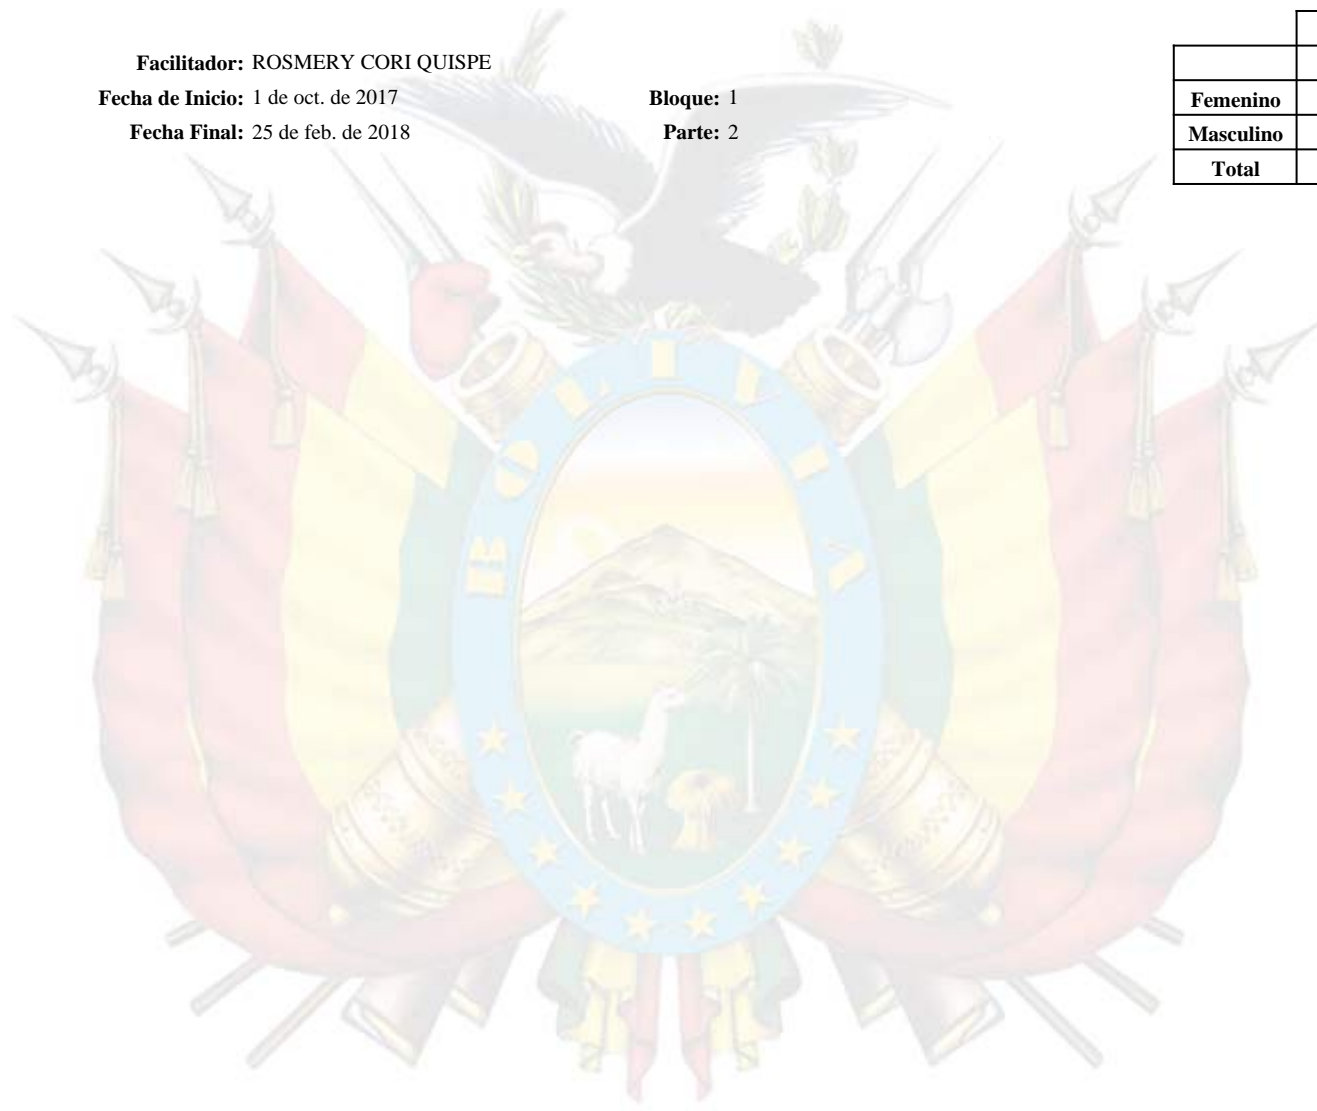 Facilitador: ROSMERY CORI QUISPE
Fecha de Inicio: 1 de oct. de 2017 Bloque: 1
Fecha Final: 25 de feb. de 2018 Parte: 2
Femenino
Masculino
Total
BOLIVIA